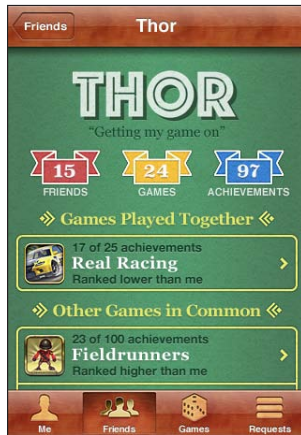 Friends
Thor
THOR
“Getting my game on”
15
24
97
FRIENDS
GAMES
ACHIEVEMENTS
Games Played Together
17 of 25 achievements
Real Racing
Ranked lower than me
Other Games in Common
23 of 100 achievements
Fieldrunners
Ranked higher than me
Me
Friends
Games
Requests